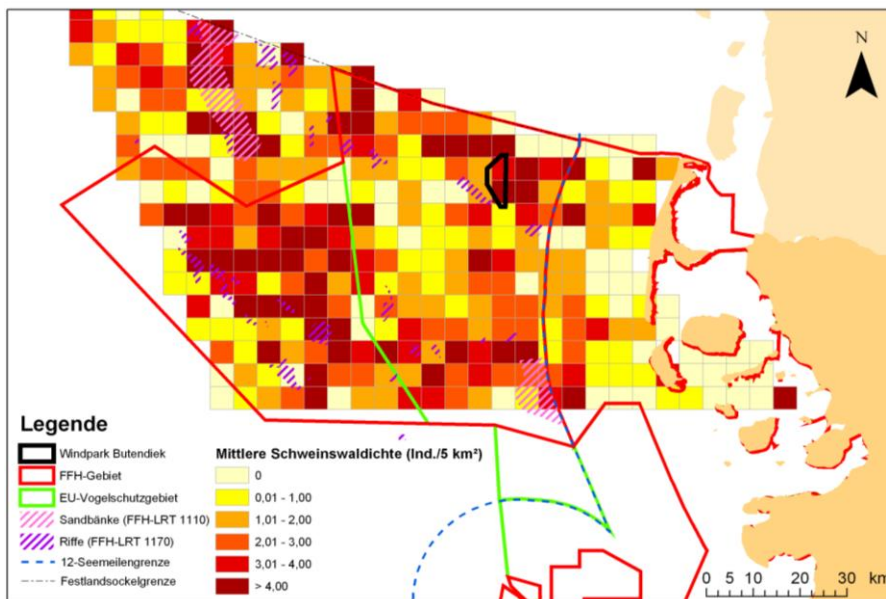 N
Legende
Windpark Butendiek
FFH-Gebiet
EU-Vogelschutzgebiet
Sandbänke (FFH-LRT 1110)
Riffe (FFH-LRT 1170)
12-Seemeilengrenze
Festlandsockelgrenze
Mittlere Schweinswaldichte (Ind./5 km²)
0
0,01 - 1,00
1,01 - 2,00
2,01 - 3,00
3,01 - 4,00
> 4,00
0 5 10 20 30 km